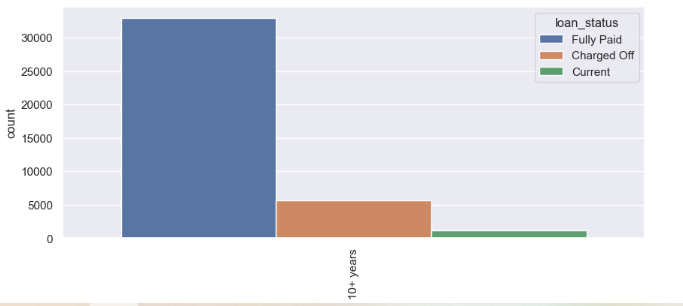 loan_status
Fully Paid
Charged Off
Current
count
30000
25000
20000
15000
10000
5000
0
10+ years